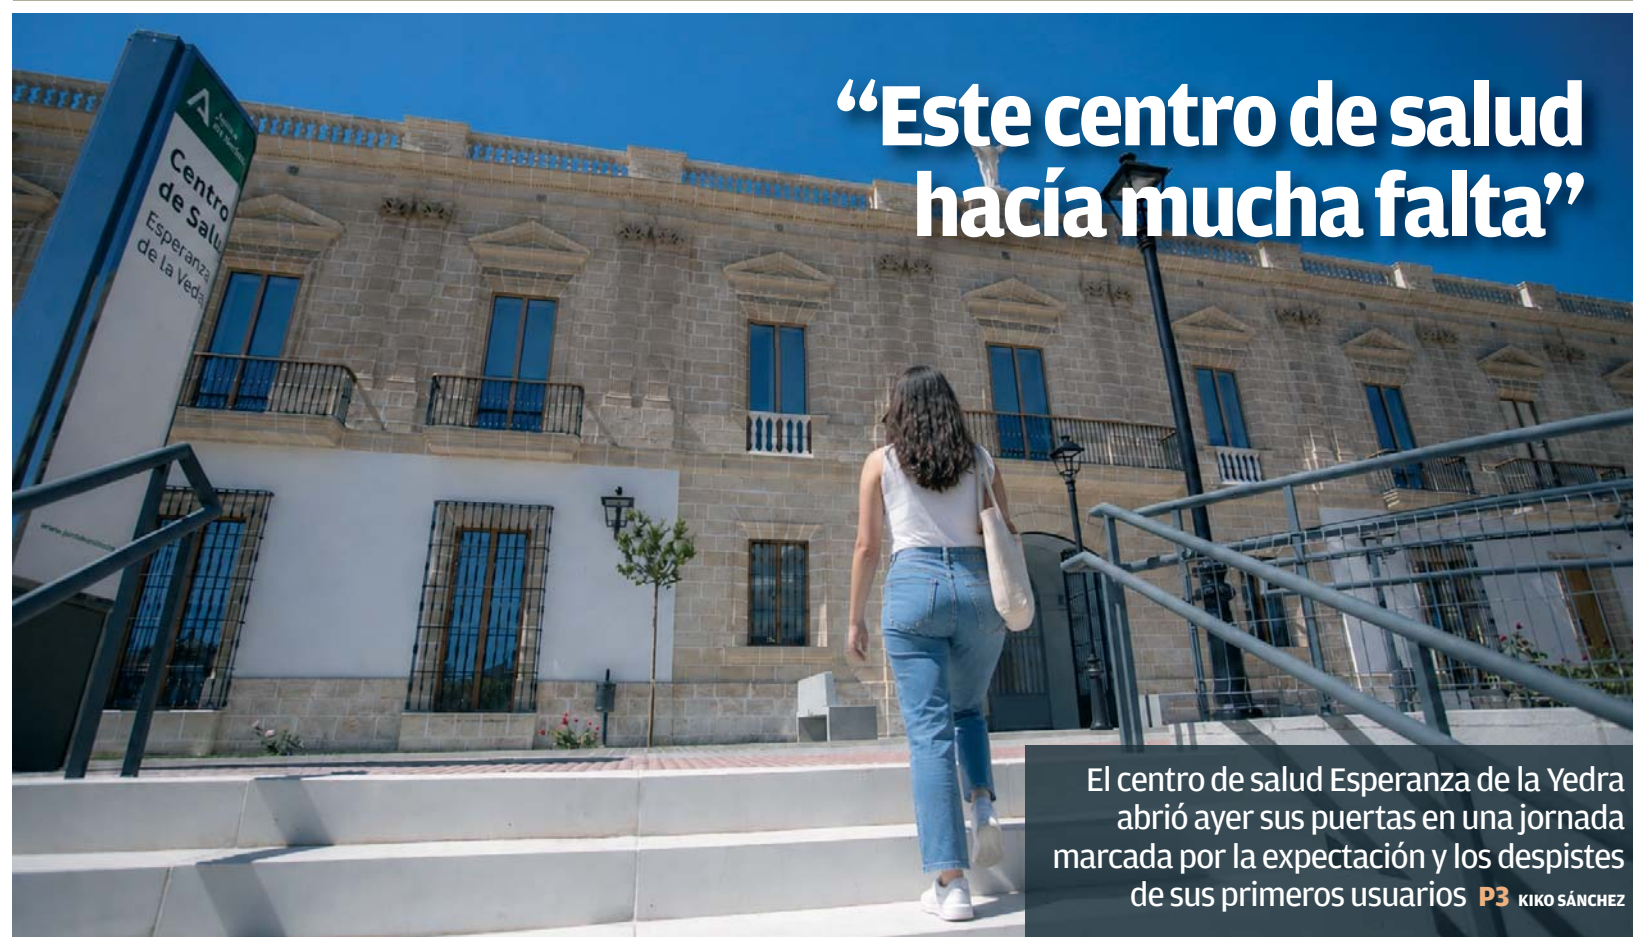 “Este centro de salud
hacía mucha falta”
Centro
de Salu
Esperanza
de la Yed
El centro de salud Esperanza de la Yedra
abrió ayer sus puertas en una jornada
marcada por la expectación y los despistes
de sus primeros usuarios P3 KIKO SÁNCHEZ